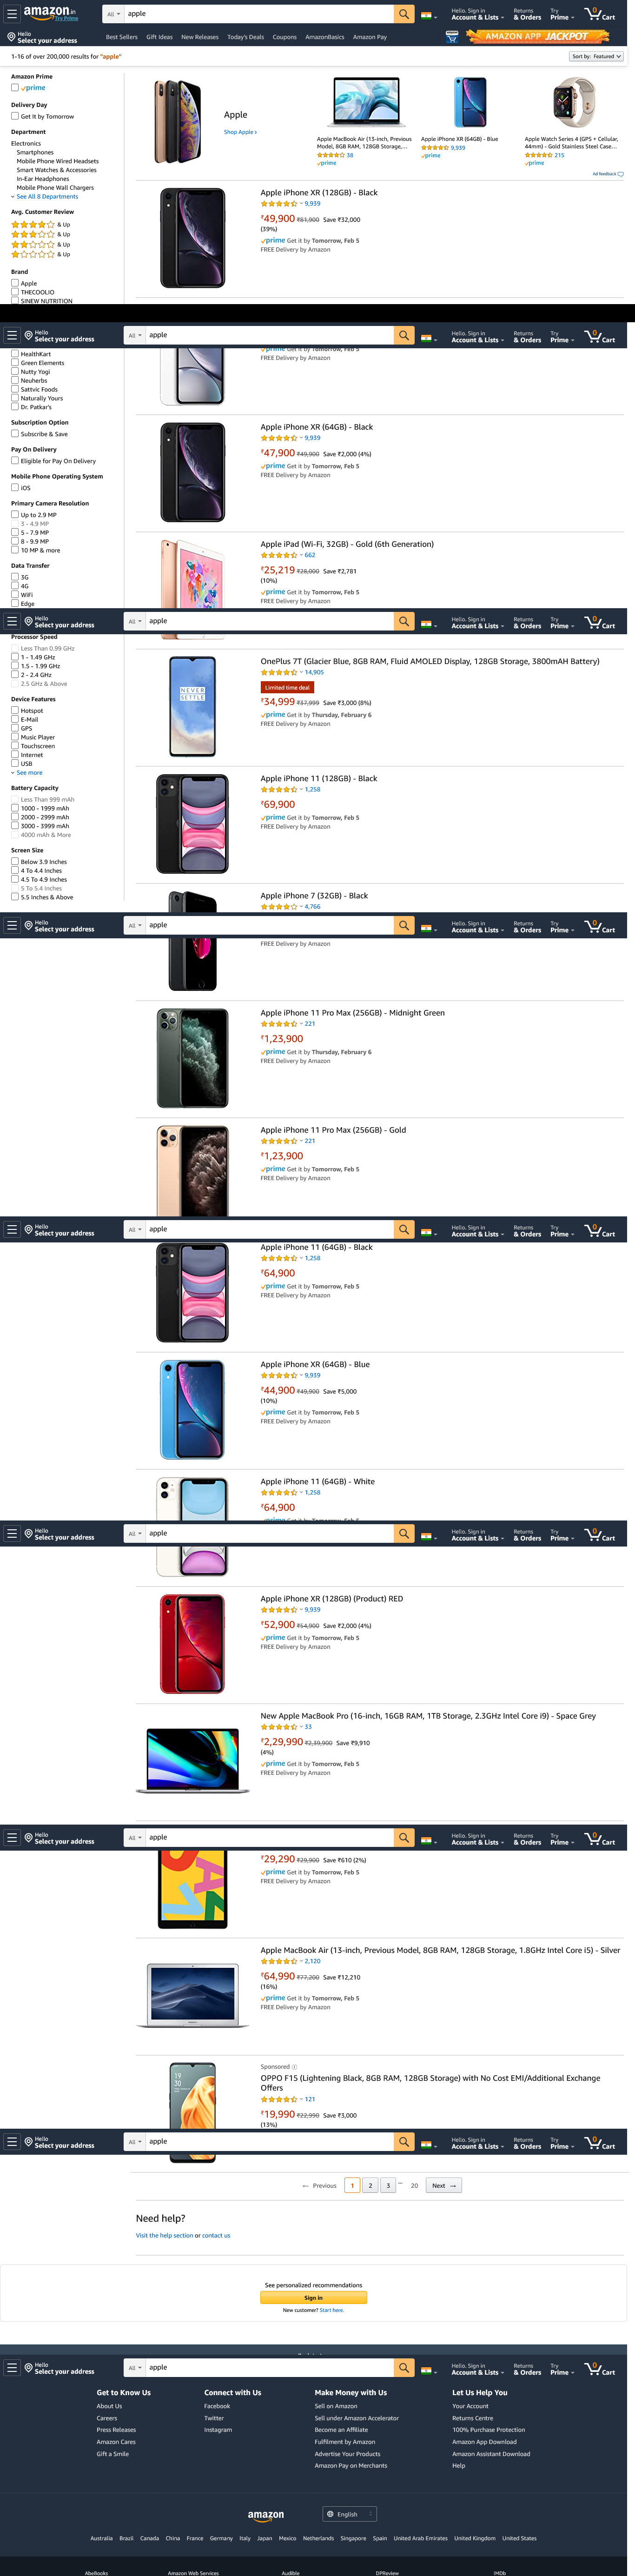 All
apple
Hello, Sign in
Account & Lists
Returns
& Orders
Try
Prime
0
Cart
amazon.in
Try Prime
Hello
Select your address
Best Sellers
Gift Ideas
New Releases
Today's Deals
Coupons
AmazonBasics
Amazon Pay
AMAZON APP JACKPOT
1-16 of over 200,000 results for "apple"
Sort by: Featured
Amazon Prime
prime
Delivery Day
Get It by Tomorrow
Department
Electronics
Smartphones
Mobile Phone Wired Headsets
Smart Watches & Accessories
In-Ear Headphones
Mobile Phone Wall Chargers
See All 8 Departments
Avg. Customer Review
& Up
& Up
& Up
& Up
Brand
Apple
THECOOLIO
SINEW NUTRITION
Apple
Shop Apple ›
Apple MacBook Air (13-inch, Previous Model, 8GB RAM, 128GB Storage,…
38
prime
Apple iPhone XR (64GB) - Blue
9,939
prime
Apple Watch Series 4 (GPS + Cellular, 44mm) - Gold Stainless Steel Case…
215
prime
Ad feedback
Apple iPhone XR (128GB) - Black
9,939
₹49,900 ₹81,900 Save ₹32,000
(39%)
prime Get it by Tomorrow, Feb 5
FREE Delivery by Amazon
Hello
Select your address
All
apple
Hello, Sign in
Account & Lists
Returns
& Orders
Try
Prime
0
Cart
HealthKart
Green Elements
Nutty Yogi
Neuherbs
Sattvic Foods
Naturally Yours
Dr. Patkar's
Subscription Option
Subscribe & Save
Pay On Delivery
Eligible for Pay On Delivery
Mobile Phone Operating System
iOS
Primary Camera Resolution
Up to 2.9 MP
3 - 4.9 MP
5 - 7.9 MP
8 - 9.9 MP
10 MP & more
Data Transfer
3G
4G
WiFi
Edge
prime Get it by Tomorrow, Feb 5
FREE Delivery by Amazon
Apple iPhone XR (64GB) - Black
9,939
₹47,900 ₹49,900 Save ₹2,000 (4%)
prime Get it by Tomorrow, Feb 5
FREE Delivery by Amazon
Apple iPad (Wi-Fi, 32GB) - Gold (6th Generation)
662
₹25,219 ₹28,000 Save ₹2,781
(10%)
prime Get it by Tomorrow, Feb 5
FREE Delivery by Amazon
Hello
Select your address
All
apple
Hello, Sign in
Account & Lists
Returns
& Orders
Try
Prime
0
Cart
Processor Speed
Less Than 0.99 GHz
1 - 1.49 GHz
1.5 - 1.99 GHz
2 - 2.4 GHz
2.5 GHz & Above
Device Features
Hotspot
E-Mail
GPS
Music Player
Touchscreen
Internet
USB
See more
Battery Capacity
Less Than 999 mAh
1000 - 1999 mAh
2000 - 2999 mAh
3000 - 3999 mAh
4000 mAh & More
Screen Size
Below 3.9 Inches
4 To 4.4 Inches
4.5 To 4.9 Inches
5 To 5.4 Inches
5.5 Inches & Above
NEVER
SETTLE
OnePlus 7T (Glacier Blue, 8GB RAM, Fluid AMOLED Display, 128GB Storage, 3800mAH Battery)
14,905
Limited time deal
₹34,999 ₹37,999 Save ₹3,000 (8%)
prime Get it by Thursday, February 6
FREE Delivery by Amazon
Apple iPhone 11 (128GB) - Black
1,258
₹69,900
prime Get it by Tomorrow, Feb 5
FREE Delivery by Amazon
Apple iPhone 7 (32GB) - Black
4,766
Hello
Select your address
All
apple
Hello, Sign in
Account & Lists
Returns
& Orders
Try
Prime
0
Cart
FREE Delivery by Amazon
Apple iPhone 11 Pro Max (256GB) - Midnight Green
221
₹1,23,900
prime Get it by Thursday, February 6
FREE Delivery by Amazon
Apple iPhone 11 Pro Max (256GB) - Gold
221
₹1,23,900
prime Get it by Tomorrow, Feb 5
FREE Delivery by Amazon
Hello
Select your address
All
apple
Hello, Sign in
Account & Lists
Returns
& Orders
Try
Prime
0
Cart
Apple iPhone 11 (64GB) - Black
1,258
₹64,900
prime Get it by Tomorrow, Feb 5
FREE Delivery by Amazon
Apple iPhone XR (64GB) - Blue
9,939
₹44,900 ₹49,900 Save ₹5,000
(10%)
prime Get it by Tomorrow, Feb 5
FREE Delivery by Amazon
Apple iPhone 11 (64GB) - White
1,258
₹64,900
Hello
Select your address
All
apple
Hello, Sign in
Account & Lists
Returns
& Orders
Try
Prime
0
Cart
Apple iPhone XR (128GB) (Product) RED
9,939
₹52,900 ₹54,900 Save ₹2,000 (4%)
prime Get it by Tomorrow, Feb 5
FREE Delivery by Amazon
New Apple MacBook Pro (16-inch, 16GB RAM, 1TB Storage, 2.3GHz Intel Core i9) - Space Grey
33
₹2,29,990 ₹2,39,900 Save ₹9,910
(4%)
prime Get it by Tomorrow, Feb 5
FREE Delivery by Amazon
Hello
Select your address
All
apple
Hello, Sign in
Account & Lists
Returns
& Orders
Try
Prime
0
Cart
₹29,290 ₹29,900 Save ₹610 (2%)
prime Get it by Tomorrow, Feb 5
FREE Delivery by Amazon
Apple MacBook Air (13-inch, Previous Model, 8GB RAM, 128GB Storage, 1.8GHz Intel Core i5) - Silver
2,120
₹64,990 ₹77,200 Save ₹12,210
(16%)
prime Get it by Tomorrow, Feb 5
FREE Delivery by Amazon
Sponsored
OPPO F15 (Lightening Black, 8GB RAM, 128GB Storage) with No Cost EMI/Additional Exchange
Offers
121
₹19,990 ₹22,990 Save ₹3,000
(13%)
19
30
Hello
Select your address
All
apple
Hello, Sign in
Account & Lists
Returns
& Orders
Try
Prime
0
Cart
← Previous 1 2 3 ... 20 Next →
Need help?
Visit the help section or contact us
See personalized recommendations
Sign in
New customer? Start here.
Hello
Select your address
All
apple
Hello, Sign in
Account & Lists
Returns
& Orders
Try
Prime
0
Cart
Get to Know Us
About Us
Careers
Press Releases
Amazon Cares
Gift a Smile
Connect with Us
Facebook
Twitter
Instagram
Make Money with Us
Sell on Amazon
Sell under Amazon Accelerator
Become an Affiliate
Fulfilment by Amazon
Advertise Your Products
Amazon Pay on Merchants
Let Us Help You
Your Account
Returns Centre
100% Purchase Protection
Amazon App Download
Amazon Assistant Download
Help
amazon
English
Australia Brazil Canada China France Germany Italy Japan Mexico Netherlands Singapore Spain United Arab Emirates United Kingdom United States
AbeBooks
Amazon Web Services
Audible
DPReview
IMDb